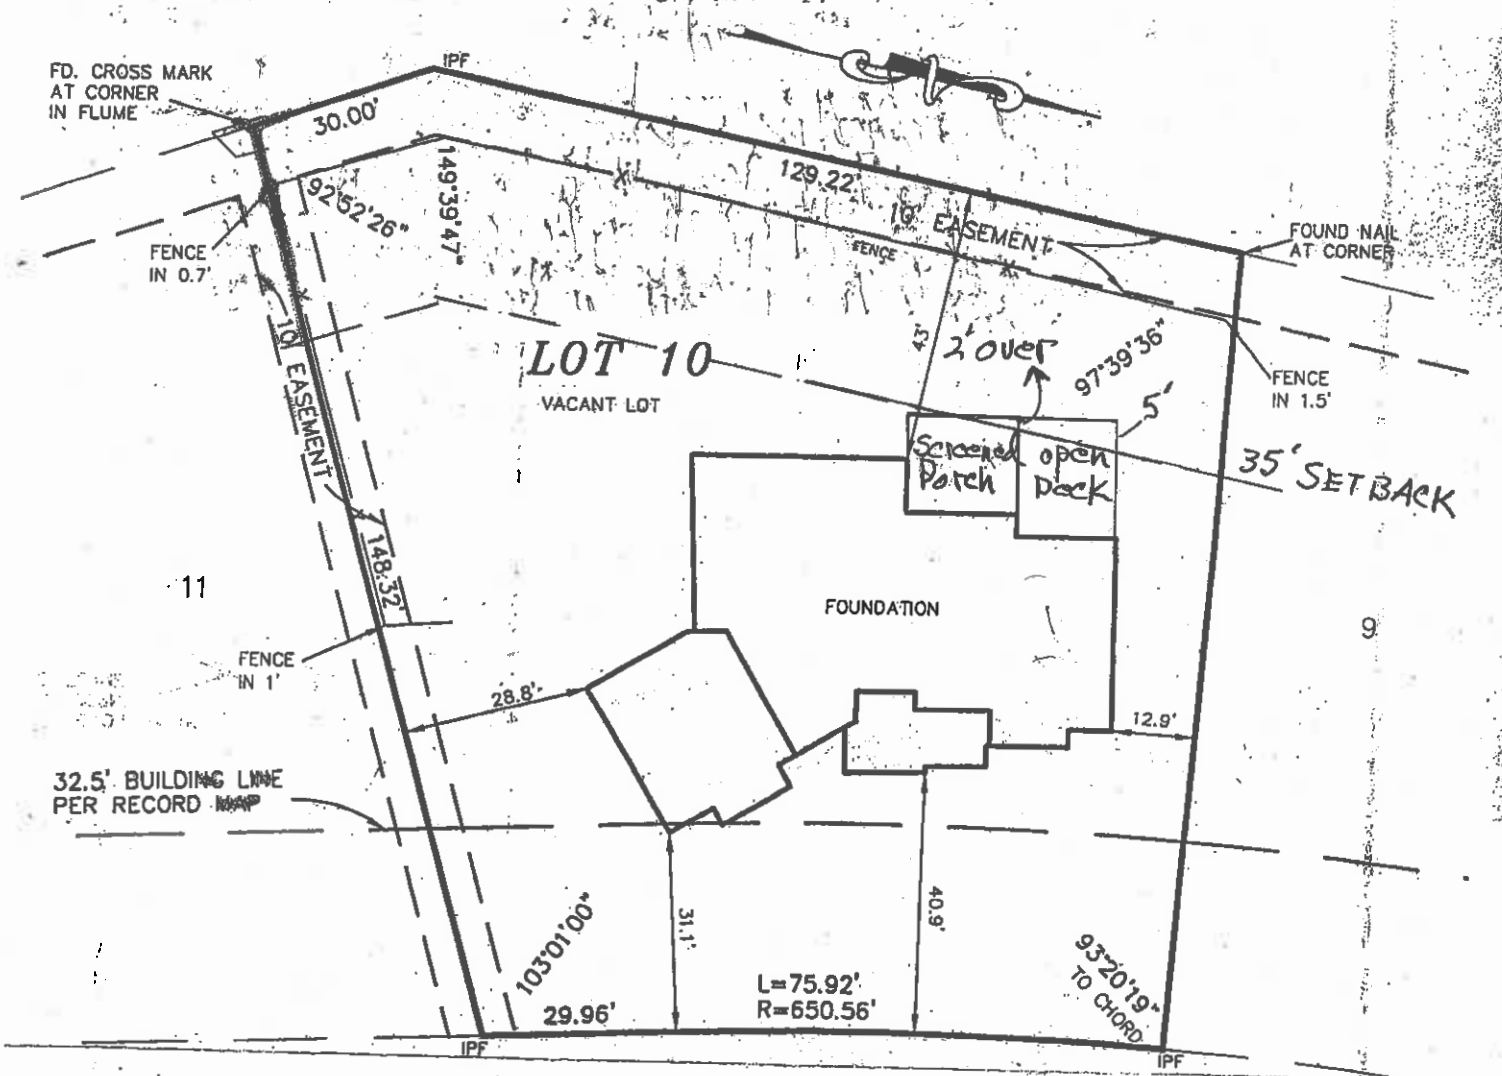 IPF
FD. CROSS MARK
AT CORNER
IN FLUME
30.00'
129.22'
149°39'47"
92°52'26"
10' EASEMENT
FENCE
FOUND NAIL
AT CORNER
FENCE
IN 0.7'
10' EASEMENT
43'
2' over
97°39'36"
LOT 10
VACANT LOT
FENCE
IN 1.5'
5'
Screened
Porch
open
Deck
35' SETBACK
148.32'
11
FOUNDATION
9
FENCE
IN 1'
28.8'
12.9'
32.5' BUILDING LINE
PER RECORD MAP
31.1'
40.9'
103°01'00"
93°20'19"
TO CHORD
L=75.92'
R=650.56'
29.96'
IPF
IPF